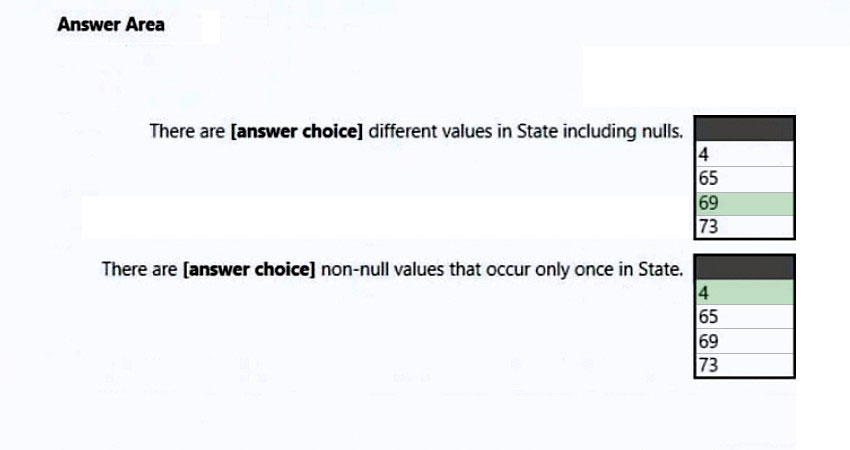 Answer Area
There are [answer choice] different values in State including nulls.
4
65
69
73
There are [answer choice] non-null values that occur only once in State.
4
65
69
73